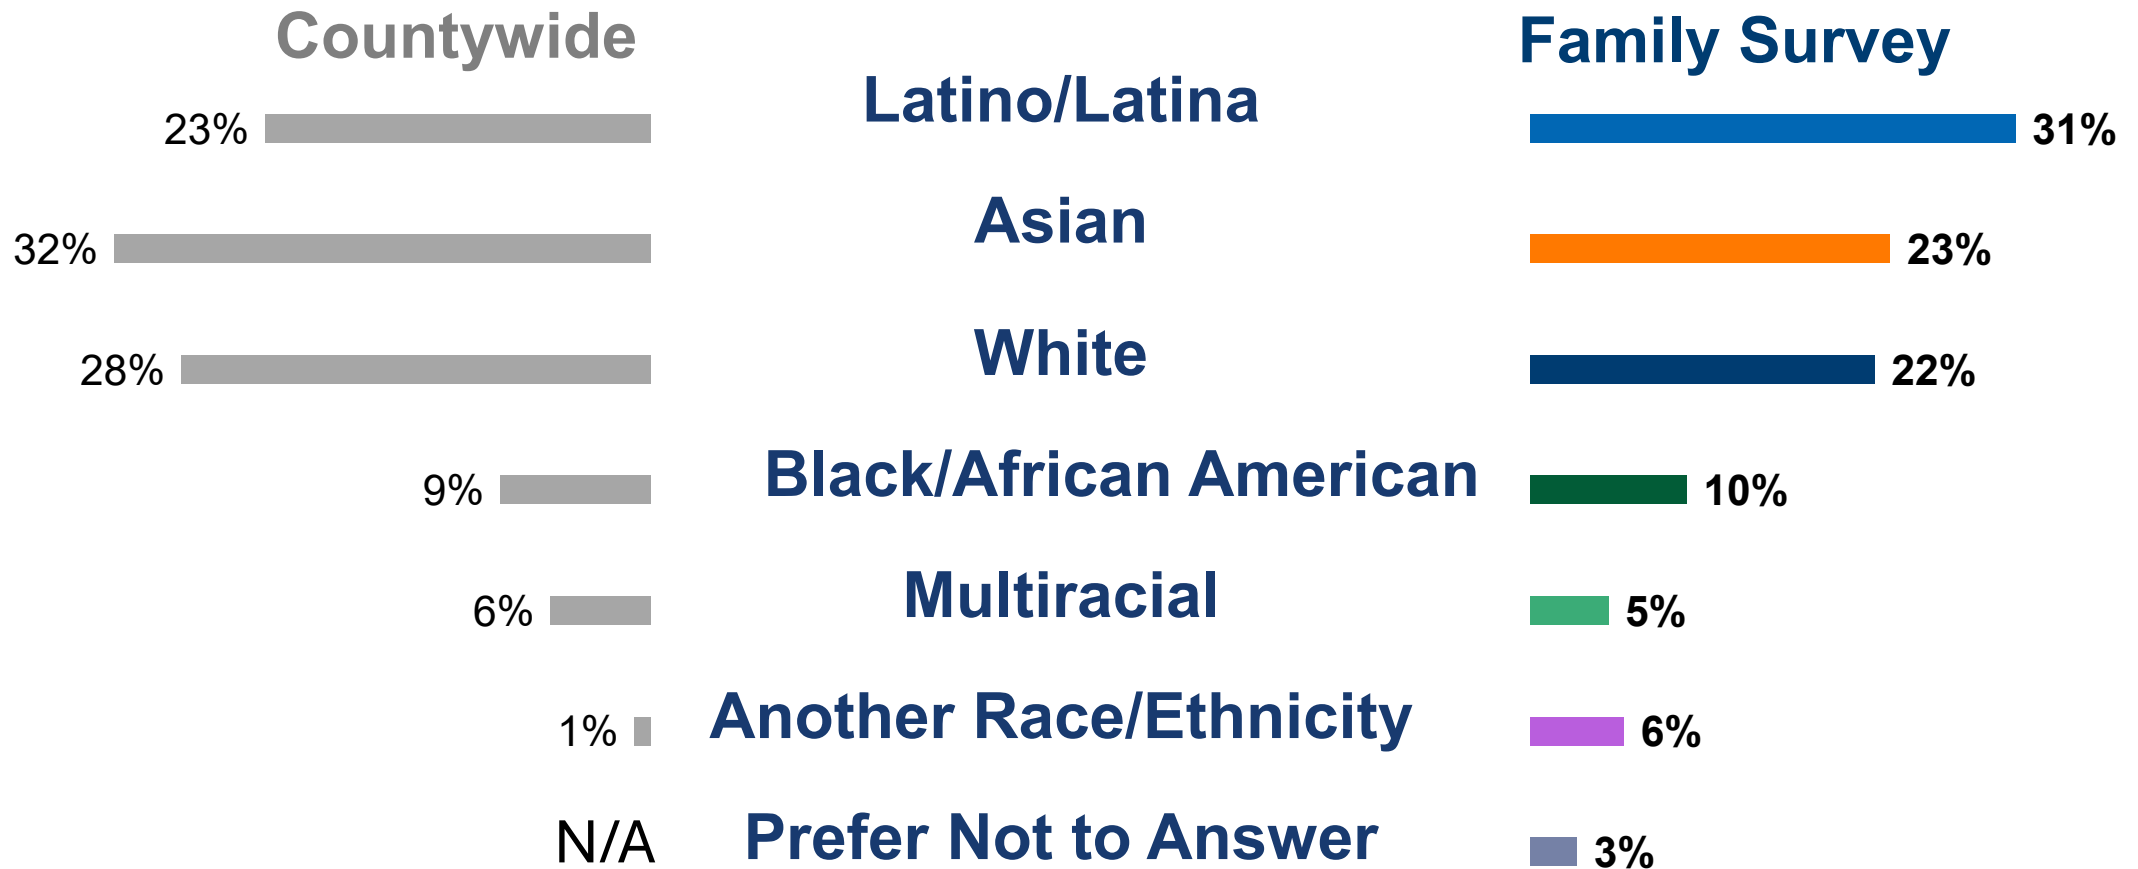 Countywide
Family Survey
23%
Latino/Latina
31%
32%
Asian
23%
28%
White
22%
9%
Black/African American
10%
6%
Multiracial
5%
1%
Another Race/Ethnicity
6%
N/A
Prefer Not to Answer
3%